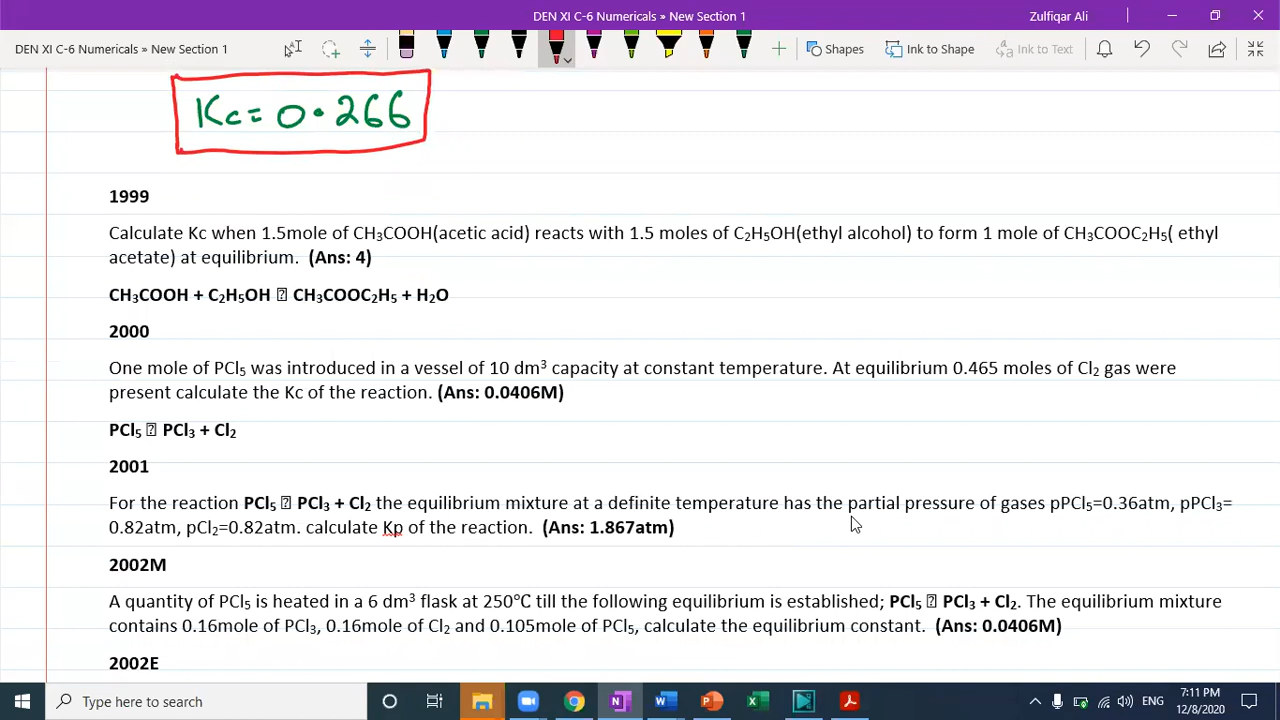 DEN XI C-6 Numericals » New Section 1
Zulfiqar Ali
DEN XI C-6 Numericals » New Section 1
Shapes
Ink to Shape
Ink to Text
Kc = 0.266
1999
Calculate Kc when 1.5mole of CH₃COOH(acetic acid) reacts with 1.5 moles of C₂H₅OH(ethyl alcohol) to form 1 mole of CH₃COOC₂H₅( ethyl
acetate) at equilibrium. (Ans: 4)
CH₃COOH + C₂H₅OH ⍰ CH₃COOC₂H₅ + H₂O
2000
One mole of PCl₅ was introduced in a vessel of 10 dm³ capacity at constant temperature. At equilibrium 0.465 moles of Cl₂ gas were
present calculate the Kc of the reaction. (Ans: 0.0406M)
PCl₅ ⍰ PCl₃ + Cl₂
2001
For the reaction PCl₅ ⍰ PCl₃ + Cl₂ the equilibrium mixture at a definite temperature has the partial pressure of gases pPCl₅=0.36atm, pPCl₃=
0.82atm, pCl₂=0.82atm. calculate Kp of the reaction. (Ans: 1.867atm)
2002M
A quantity of PCl₅ is heated in a 6 dm³ flask at 250℃ till the following equilibrium is established; PCl₅ ⍰ PCl₃ + Cl₂. The equilibrium mixture
contains 0.16mole of PCl₃, 0.16mole of Cl₂ and 0.105mole of PCl₅, calculate the equilibrium constant. (Ans: 0.0406M)
2002E
Type here to search
ENG
7:11 PM
12/8/2020